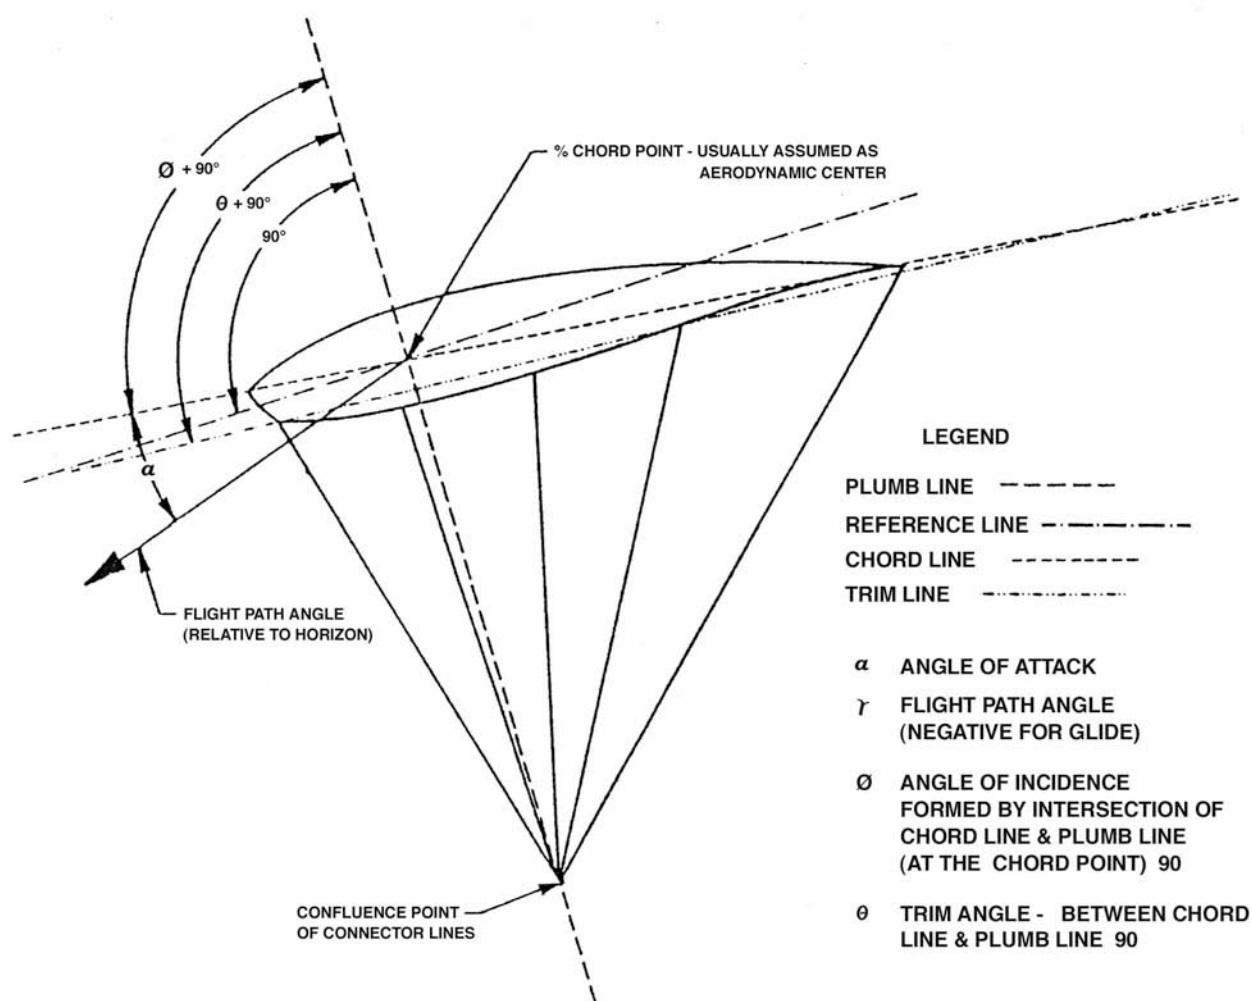 Ø + 90°
θ + 90°
90°
% CHORD POINT - USUALLY ASSUMED AS
AERODYNAMIC CENTER
α
FLIGHT PATH ANGLE
(RELATIVE TO HORIZON)
CONFLUENCE POINT
OF CONNECTOR LINES
LEGEND
PLUMB LINE
REFERENCE LINE
CHORD LINE
TRIM LINE
α ANGLE OF ATTACK
ϒ FLIGHT PATH ANGLE
(NEGATIVE FOR GLIDE)
Ø ANGLE OF INCIDENCE
FORMED BY INTERSECTION OF
CHORD LINE & PLUMB LINE
(AT THE CHORD POINT) 90
θ TRIM ANGLE - BETWEEN CHORD
LINE & PLUMB LINE 90